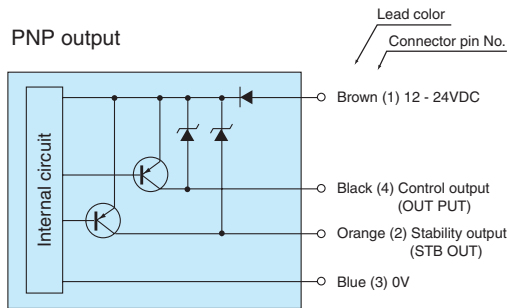 Lead color
Connector pin No.
PNP output
Internal circuit
Brown (1) 12 - 24VDC
Black (4) Control output
(OUT PUT)
Orange (2) Stability output
(STB OUT)
Blue (3) 0V